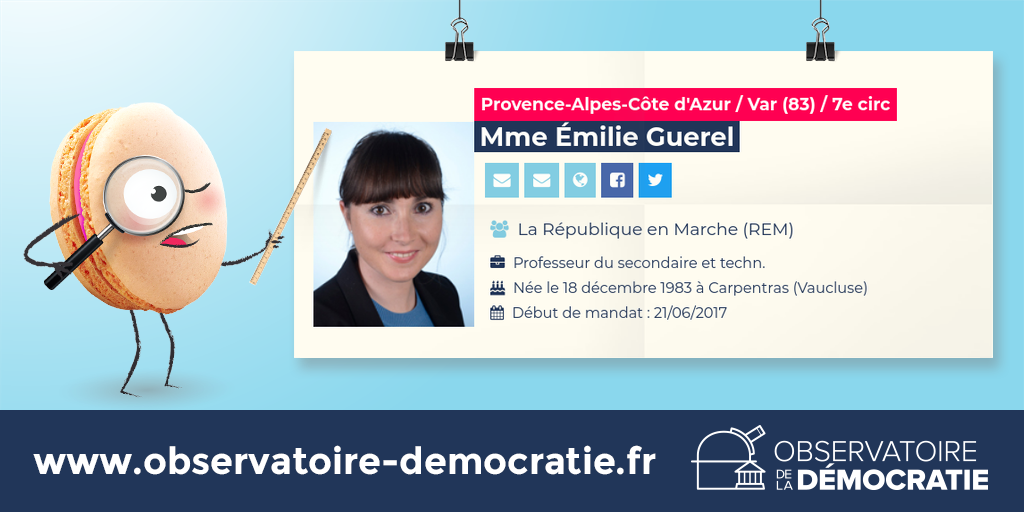 Provence-Alpes-Côte d'Azur / Var (83) / 7e circ
Mme Émilie Guerel
La République en Marche (REM)
Professeur du secondaire et techn.
Née le 18 décembre 1983 à Carpentras (Vaucluse)
Début de mandat : 21/06/2017
www.observatoire-democratie.fr
OBSERVATOIRE
DE LA DÉMOCRATIE